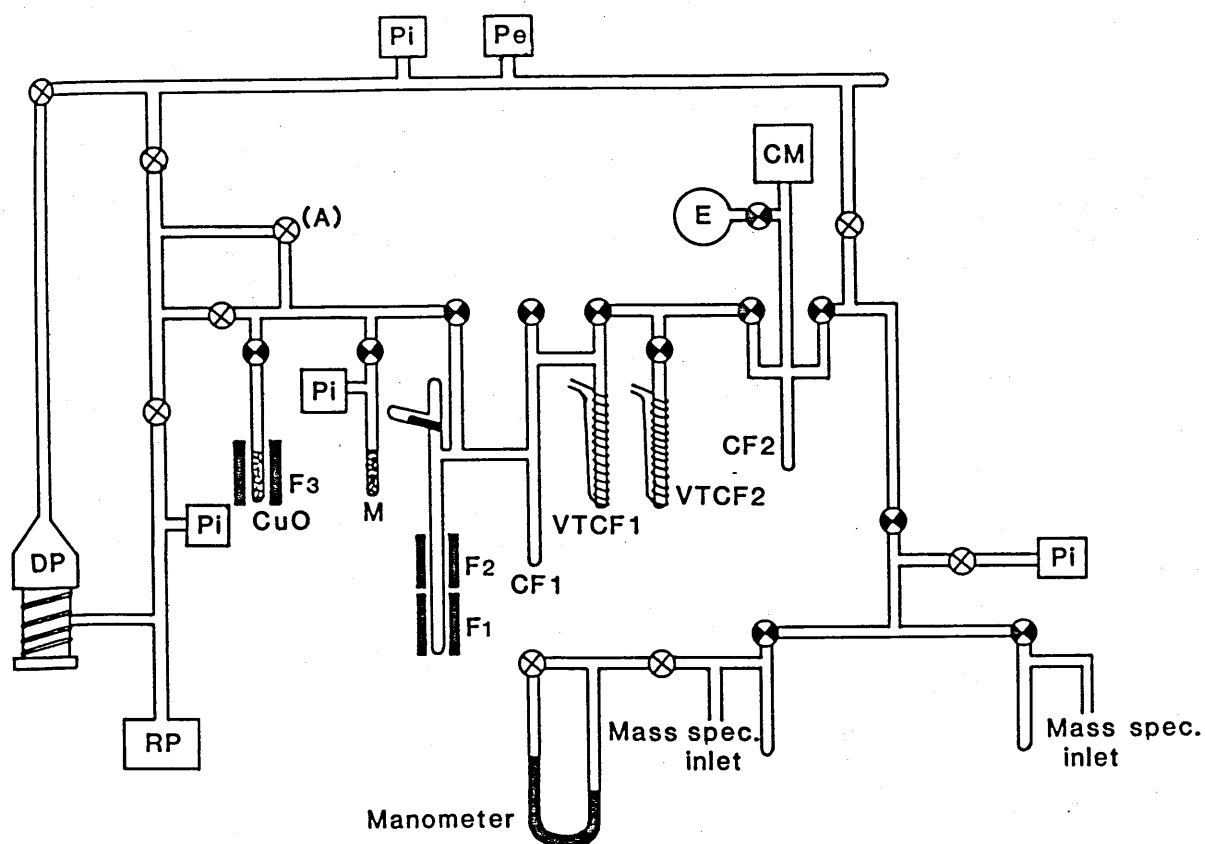 Pi
Pe
CM
E
(A)
Pi
F3
CuO
M
VTCF1
VTCF2
CF2
Pi
DP
F2
CF1
Pi
F1
RP
Mass spec.
inlet
Mass spec.
inlet
Manometer